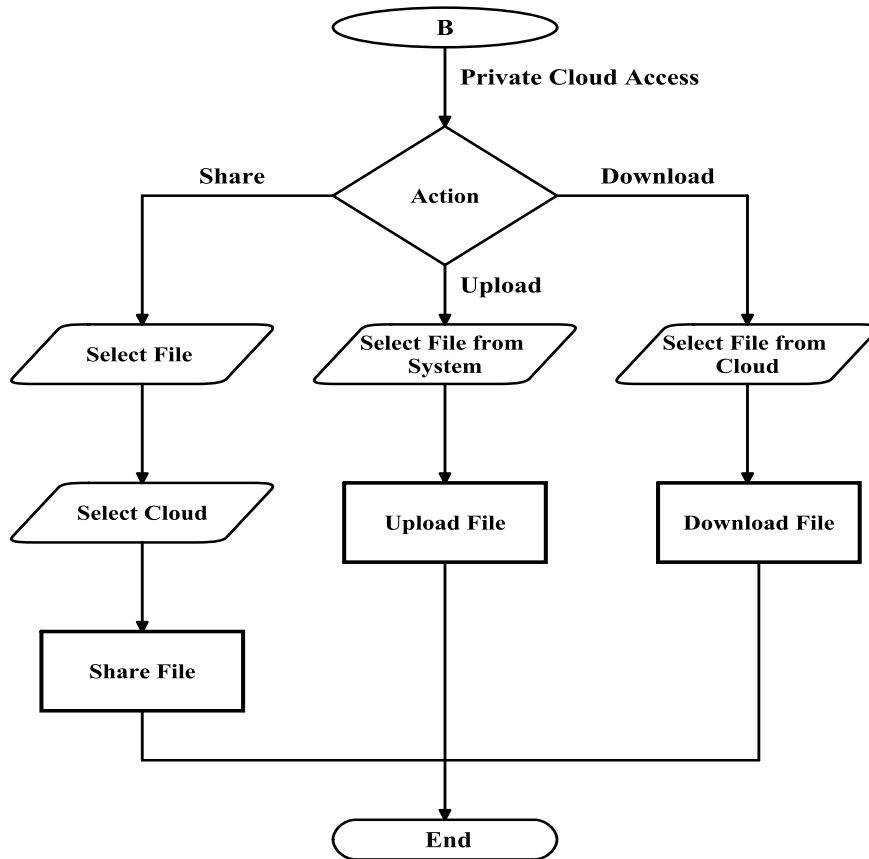 B
Private Cloud Access
Share
Download
Action
Upload
Select File
Select File from
System
Select File from
Cloud
Select Cloud
Upload File
Download File
Share File
End